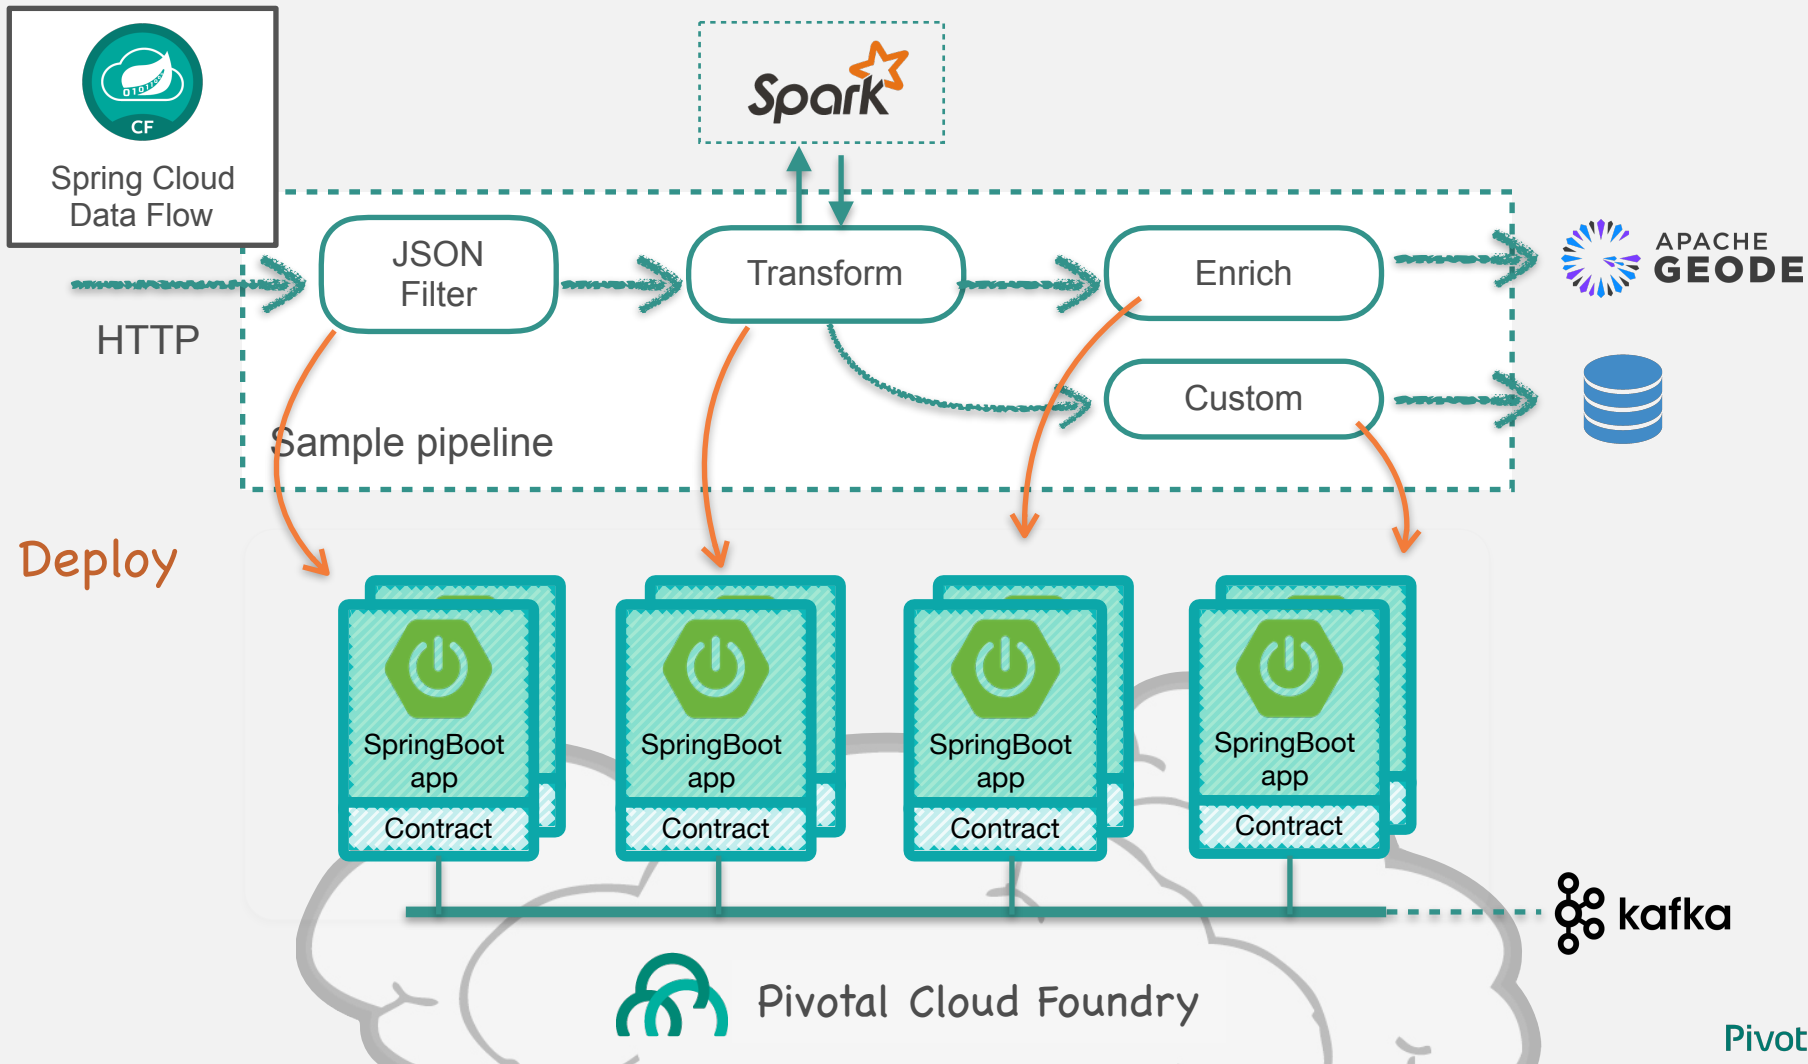 CF
Spring Cloud
Data Flow
Spark
JSON
Filter
Transform
Enrich
APACHE
GEODE
HTTP
Custom
Sample pipeline
Deploy
SpringBoot
app
Contract
SpringBoot
app
Contract
SpringBoot
app
Contract
SpringBoot
app
Contract
kafka
Pivotal Cloud Foundry
Pivot